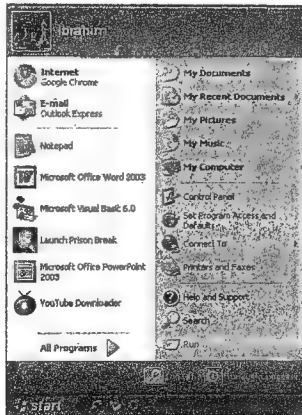 Ibrahim
Internet
Google Chrome
E-mail
Outlook Express
Notepad
Microsoft Office Word 2003
Microsoft Visual Basic 6.0
Launch Prison Break
Microsoft Office PowerPoint
2003
YouTube Downloader
All Programs
My Documents
My Recent Documents
My Pictures
My Music
My Computer
Control Panel
Set Program Access and
Defaults
Connect To
Printers and Faxes
Help and Support
Search
Run...
start